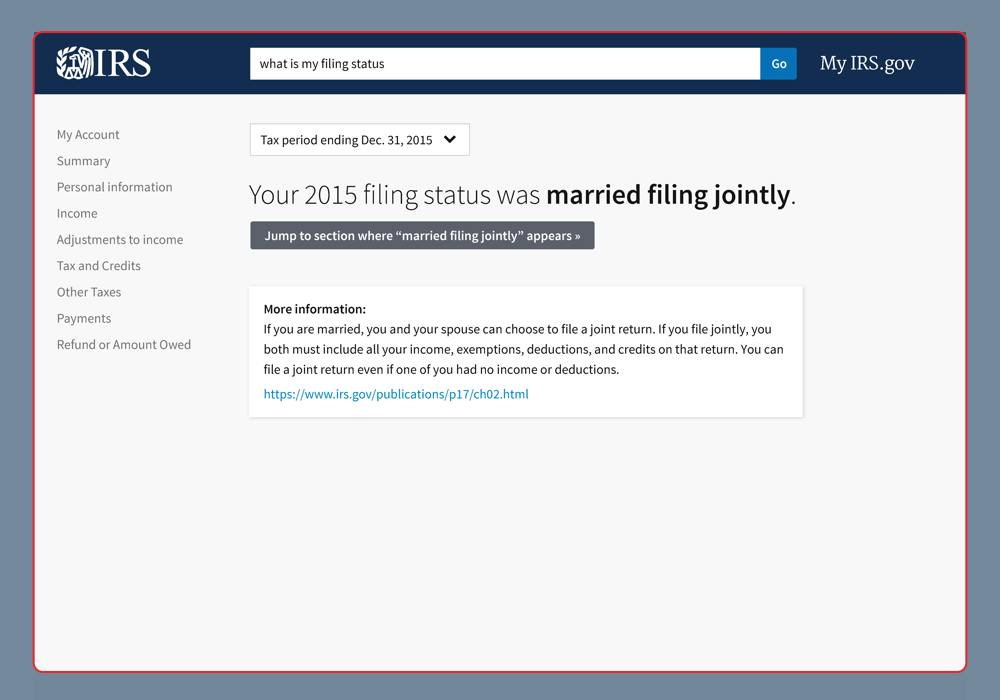 IRS
what is my filing status
Go
My IRS.gov
My Account
Summary
Personal information
Income
Adjustments to income
Tax and Credits
Other Taxes
Payments
Refund or Amount Owed
Tax period ending Dec. 31, 2015
Your 2015 filing status was married filing jointly.
Jump to section where “married filing jointly” appears »
More information:
If you are married, you and your spouse can choose to file a joint return. If you file jointly, you
both must include all your income, exemptions, deductions, and credits on that return. You can
file a joint return even if one of you had no income or deductions.
https://www.irs.gov/publications/p17/ch02.html